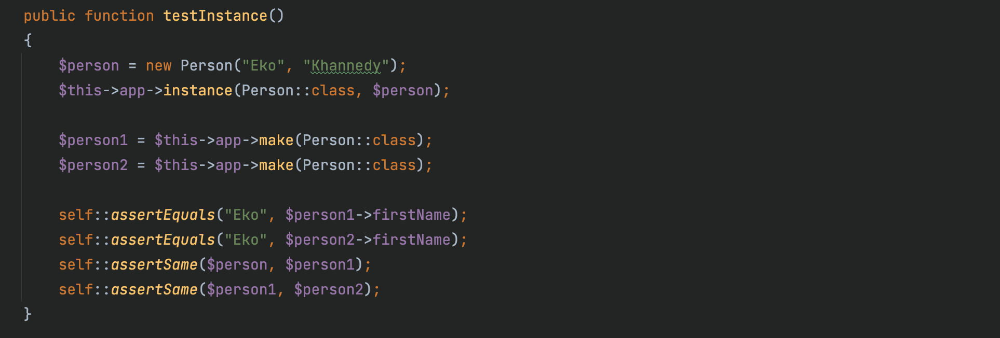 public function testInstance()
{
    $person = new Person("Eko", "Khannedy");
    $this->app->instance(Person::class, $person);

    $person1 = $this->app->make(Person::class);
    $person2 = $this->app->make(Person::class);

    self::assertEquals("Eko", $person1->firstName);
    self::assertEquals("Eko", $person2->firstName);
    self::assertSame($person, $person1);
    self::assertSame($person1, $person2);
}